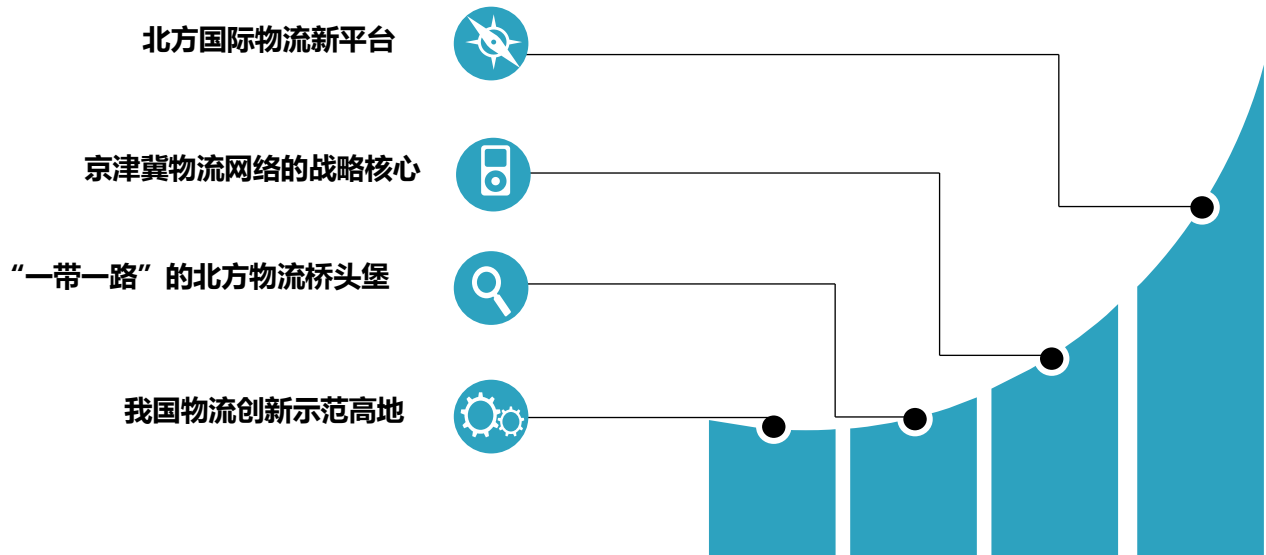 北方国际物流新平台
京津冀物流网络的战略核心
“一带一路”的北方物流桥头堡
我国物流创新示范高地